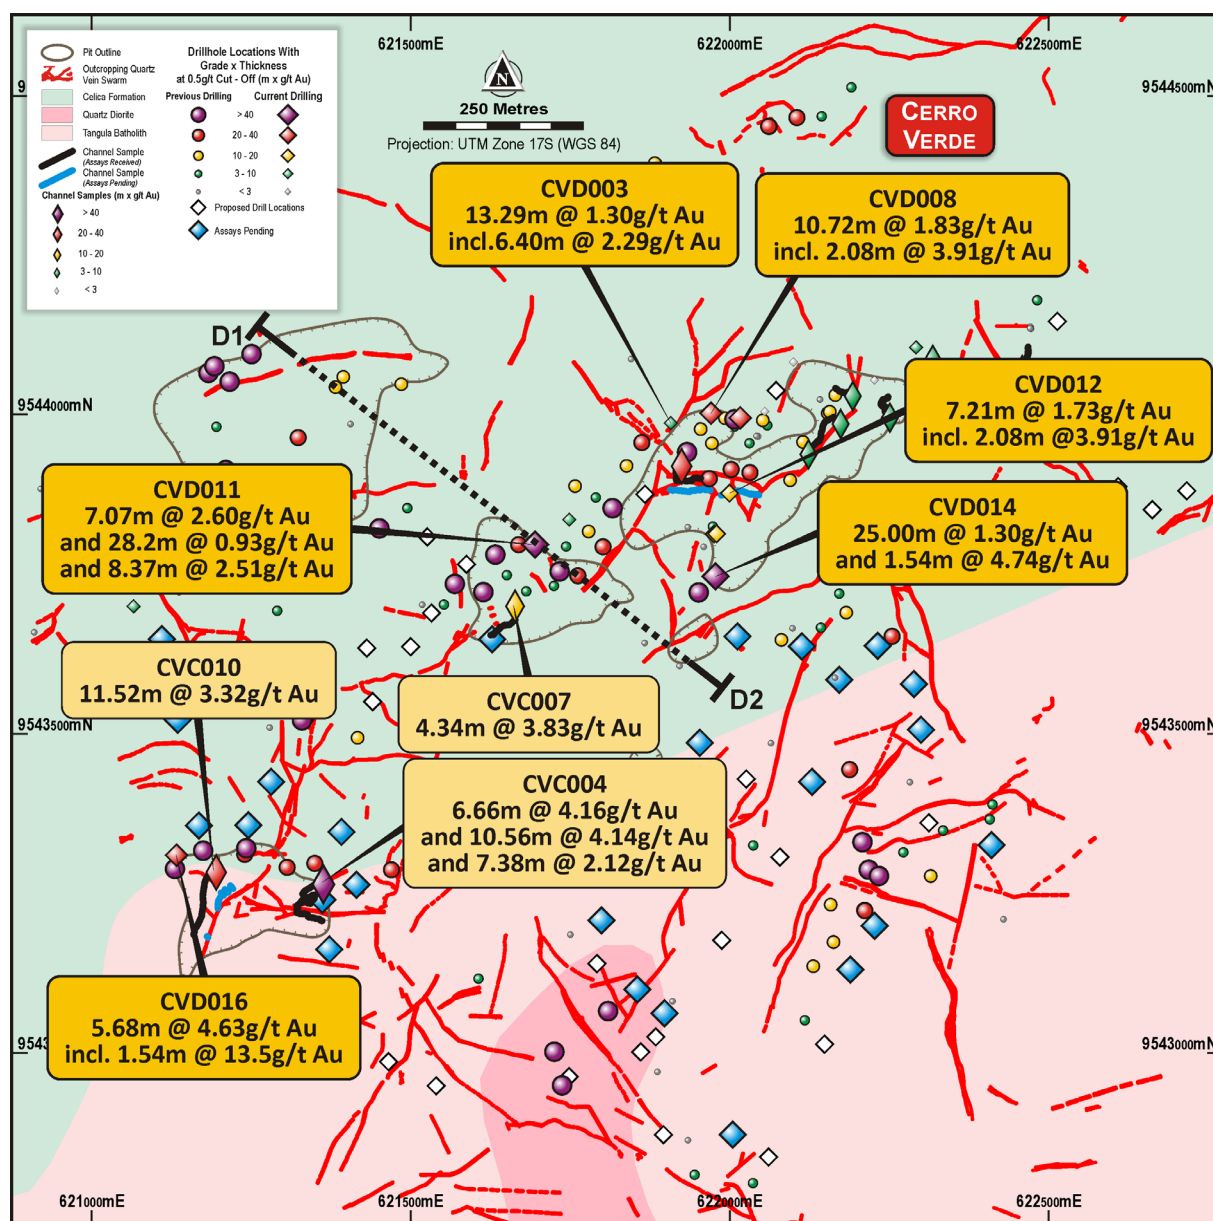 621500mE
622000mE
622500mE
9
9544500mN
Pit Outline
Outcropping Quartz
Vein Swarm
Celica Formation
Quartz Diorite
Tangula Batholith
Channel Sample
(Assays Received)
Channel Sample
(Assays Pending)
Channel Samples (m x g/t Au)
> 40
20 - 40
10 - 20
3 - 10
< 3
Drillhole Locations With
Grade x Thickness
at 0.5g/t Cut - Off (m x g/t Au)
Previous Drilling
Current Drilling
> 40
20 - 40
10 - 20
3 - 10
< 3
Proposed Drill Locations
Assays Pending
N
250 Metres
Projection: UTM Zone 17S (WGS 84)
CERRO
VERDE
CVD003
13.29m @ 1.30g/t Au
incl.6.40m @ 2.29g/t Au
CVD008
10.72m @ 1.83g/t Au
incl. 2.08m @ 3.91g/t Au
D1
9544000mN
CVD012
7.21m @ 1.73g/t Au
incl. 2.08m @3.91g/t Au
CVD011
7.07m @ 2.60g/t Au
and 28.2m @ 0.93g/t Au
and 8.37m @ 2.51g/t Au
CVD014
25.00m @ 1.30g/t Au
and 1.54m @ 4.74g/t Au
CVC010
11.52m @ 3.32g/t Au
CVC007
4.34m @ 3.83g/t Au
D2
9543500mN
9543500mN
CVC004
6.66m @ 4.16g/t Au
and 10.56m @ 4.14g/t Au
and 7.38m @ 2.12g/t Au
CVD016
5.68m @ 4.63g/t Au
incl. 1.54m @ 13.5g/t Au
9543
9543000mN
621000mE
621500mE
622000mE
622500mE